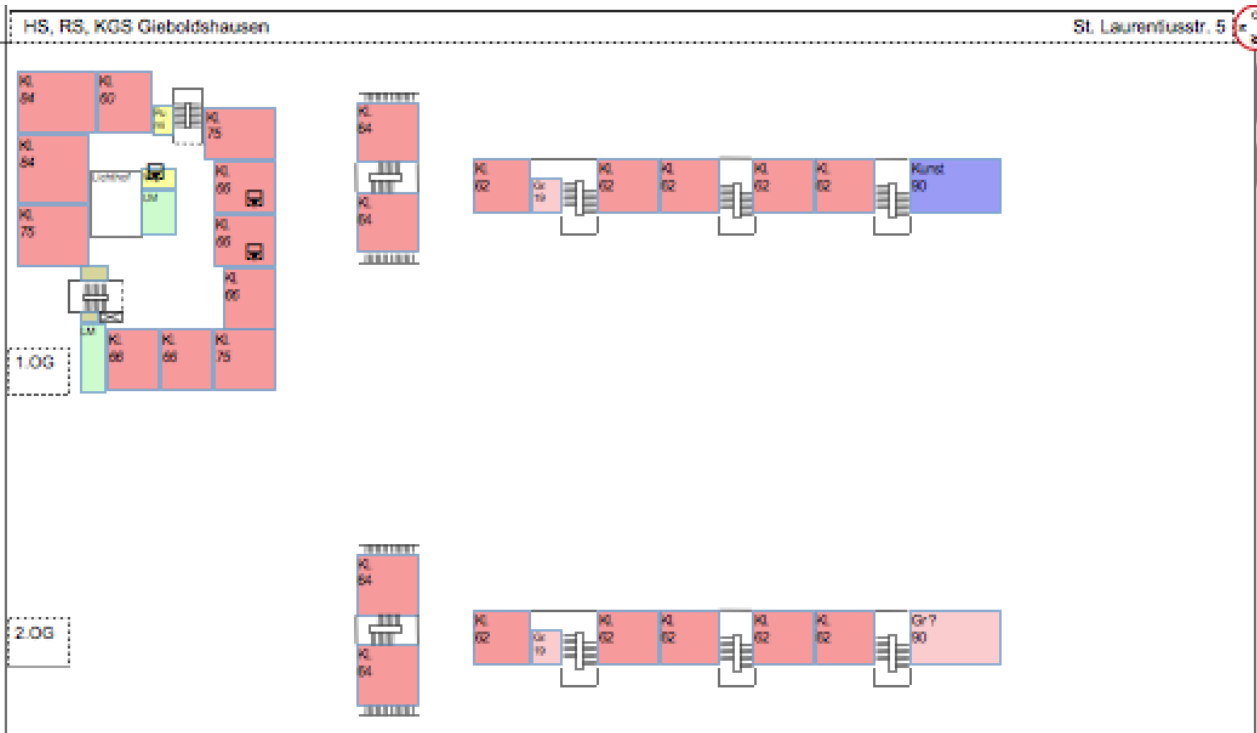 HS, RS, KGS Gieboldshausen
St. Laurentiusstr. 5
Kl.
84
Kl.
60
Kl.
75
Kl.
84
Lichthof
LM
Kl.
66
Kl.
75
Kl.
66
Kl.
66
LM
Kl.
66
Kl.
66
Kl.
75
1.OG
Kl.
64
Kl.
64
Kl.
62
Gr.
19
Kl.
62
Kl.
62
Kl.
62
Kl.
62
Kunst
90
2.OG
Kl.
64
Kl.
64
Kl.
62
Gr.
19
Kl.
62
Kl.
62
Kl.
62
Kl.
62
Gr?
90